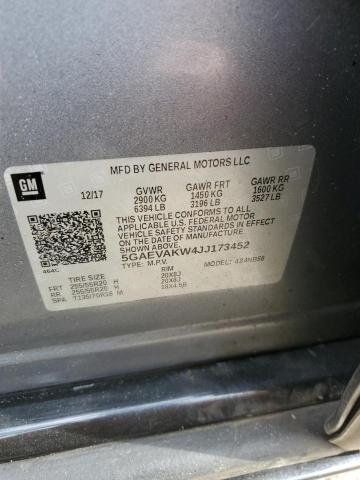 MFD BY GENERAL MOTORS LLC
GM
12/17 GVWR GAWR FRT GAWR RR
2900 KG 1450 KG 1600 KG
6394 LB 3196 LB 3527 LB
THIS VEHICLE CONFORMS TO ALL APPLICABLE
U.S. FEDERAL MOTOR
VEHICLE SAFETY STANDARDS IN EFFECT
ON THE DATE OF MANUFACTURE SHOWN ABOVE.
5GAEVAKW4JJ173452
464C TYPE: M.P.V. MODEL: 4Z4NB56
TIRE SIZE RIM
FRT 255/55R20 H 20X8J
RR 255/55R20 H 20X8J
SPA T135/70R18 M 18X4.5B